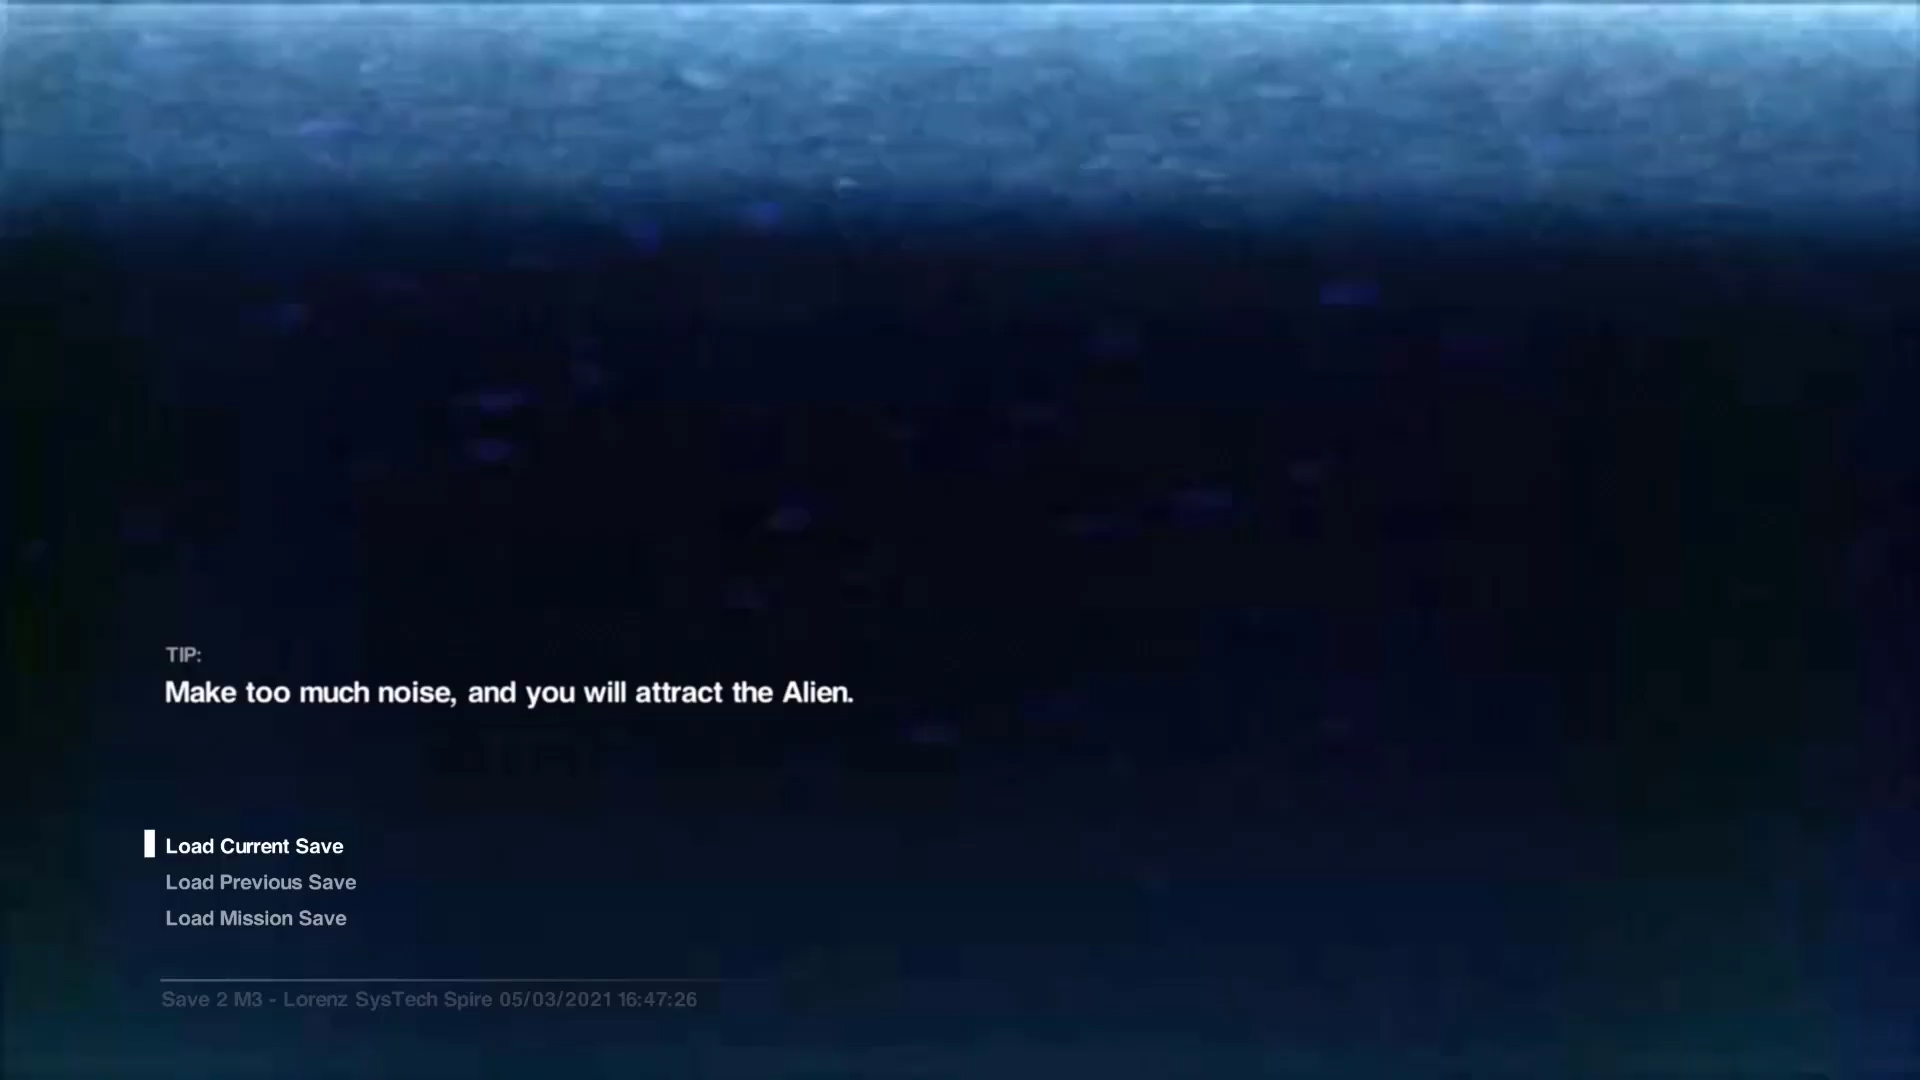 TIP:
Make too much noise, and you will attract the Alien.
Load Current Save
Load Previous Save
Load Mission Save
Save 2 M3 - Lorenz SysTech Spire 05/03/2021 16:47:26